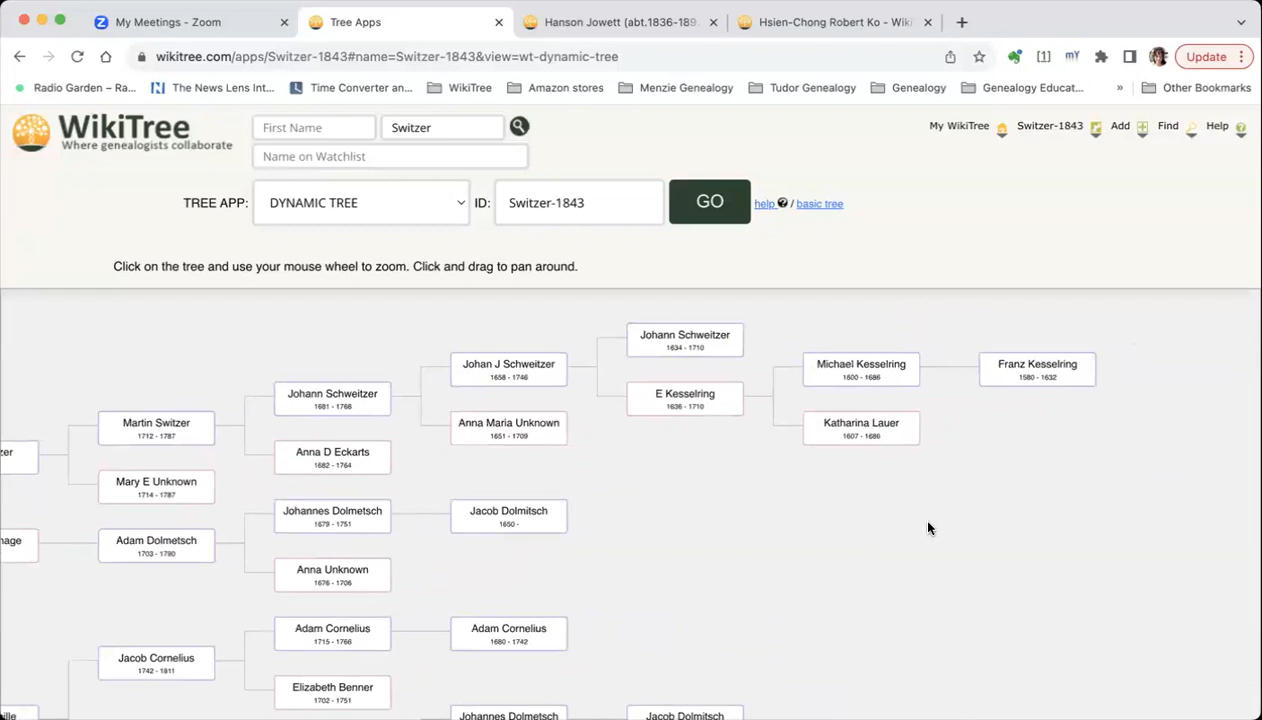 My Meetings - Zoom
Tree Apps
Hanson Jowett (abt.1836-189
Hsien-Chong Robert Ko - Wiki
wikitree.com/apps/Switzer-1843#name=Switzer-1843&view=wt-dynamic-tree
[1]
mY
Update
Radio Garden – Ra...
The News Lens Int...
Time Converter an...
WikiTree
Amazon stores
Menzie Genealogy
Tudor Genealogy
Genealogy
Genealogy Educat...
»
Other Bookmarks
WikiTree
Where genealogists collaborate
First Name
Switzer
Name on Watchlist
My WikiTree
Switzer-1843
Add
Find
Help
TREE APP:
DYNAMIC TREE
ID:
Switzer-1843
GO
help ? / basic tree
Click on the tree and use your mouse wheel to zoom. Click and drag to pan around.
Johann Schweitzer
1634 - 1710
Johan J Schweitzer
1658 - 1746
Michael Kesselring
1600 - 1686
Franz Kesselring
1580 - 1632
Johann Schweitzer
1681 - 1766
E Kesselring
1636 - 1710
Martin Switzer
1712 - 1787
Anna Maria Unknown
1651 - 1709
Katharina Lauer
1607 - 1686
zer
Anna D Eckarts
1682 - 1764
Mary E Unknown
1714 - 1787
Johannes Dolmetsch
1679 - 1751
Jacob Dolmitsch
1650 -
nage
Adam Dolmetsch
1703 - 1790
Anna Unknown
1676 - 1706
Adam Cornelius
1715 - 1766
Adam Cornelius
1680 - 1742
Jacob Cornelius
1742 - 1811
Elizabeth Benner
1702 - 1751
ille
Johannes Dolmetsch
Jacob Dolmitsch